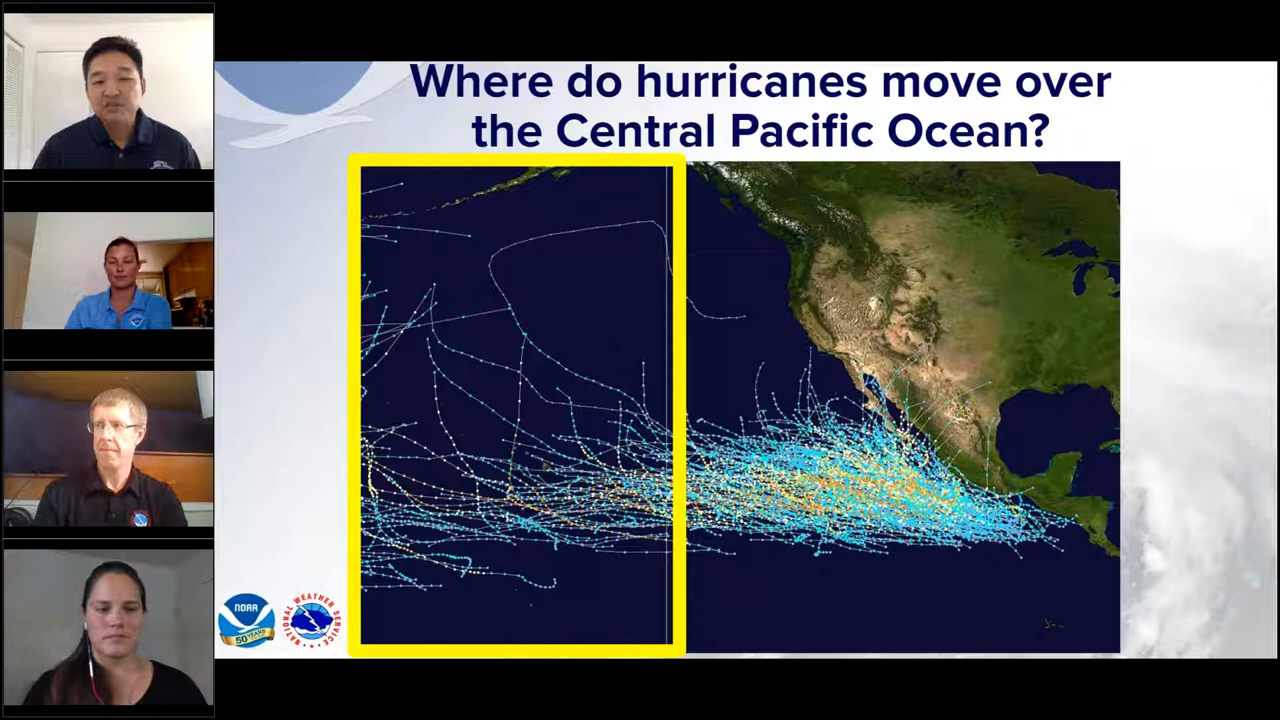 Where do hurricanes move over
the Central Pacific Ocean?
NOAA
50 YEARS
NATIONAL WEATHER SERVICE